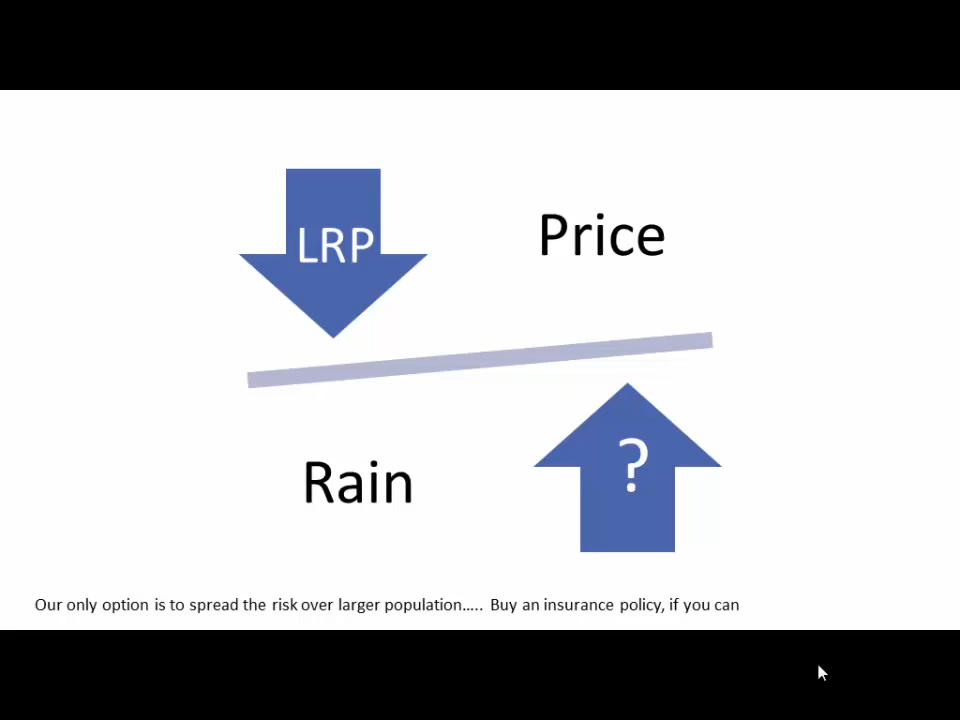 LRP
Price
Rain
?
Our only option is to spread the risk over larger population..... Buy an insurance policy, if you can